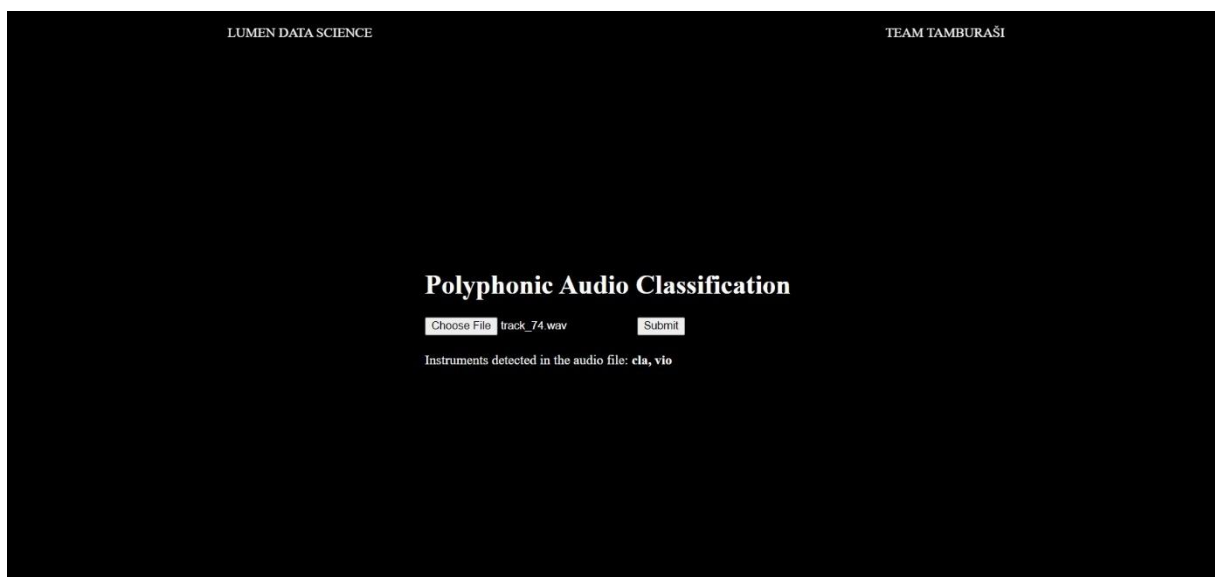 LUMEN DATA SCIENCE
TEAM TAMBURAŠI
Polyphonic Audio Classification
Choose File track_74.wav Submit
Instruments detected in the audio file: cla, vio